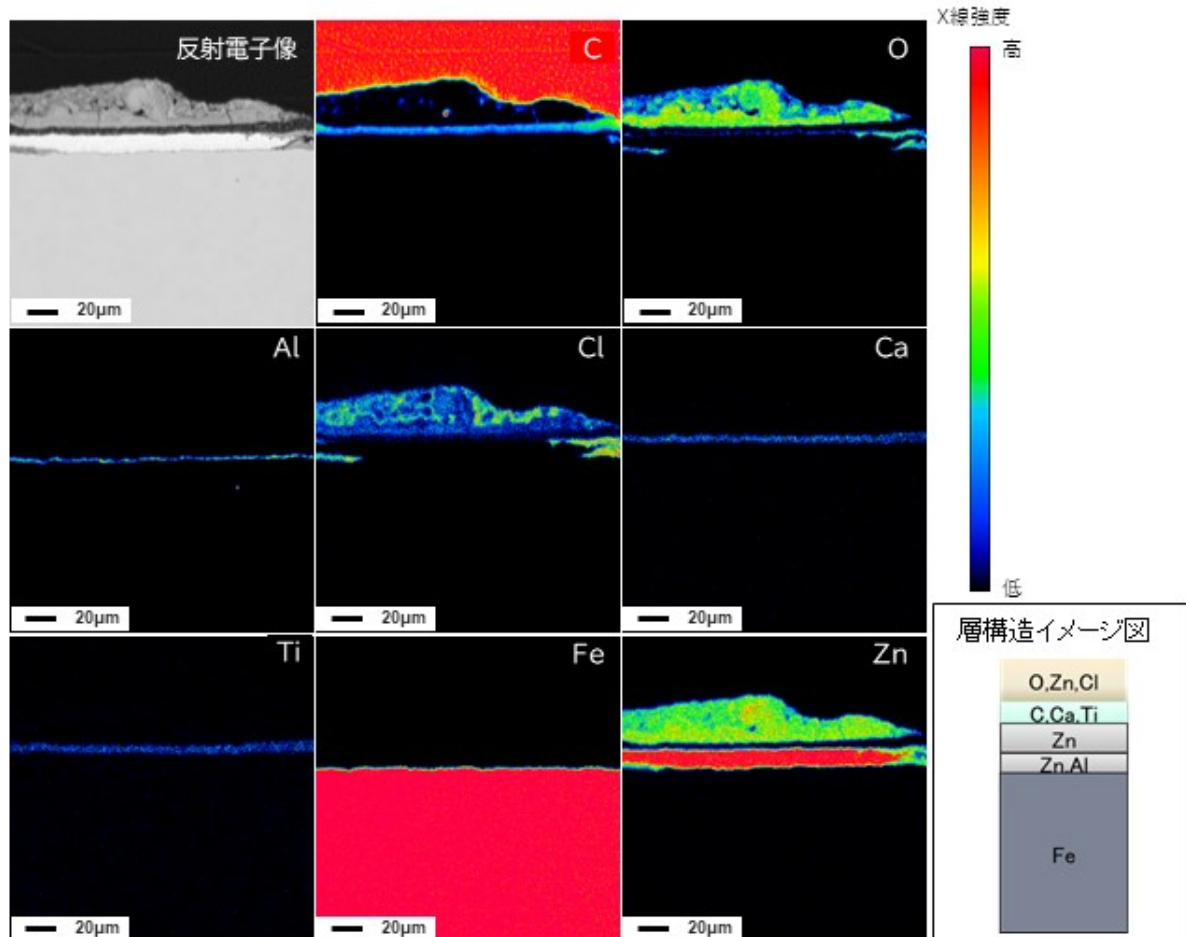 X線強度
反射電子像
C
O
高
20μm
20μm
20μm
Al
Cl
Ca
低
20μm
20μm
20μm
Ti
Fe
Zn
層構造イメージ図
O,Zn,Cl
C,Ca,Ti
Zn
Zn,Al
Fe
20μm
20μm
20μm